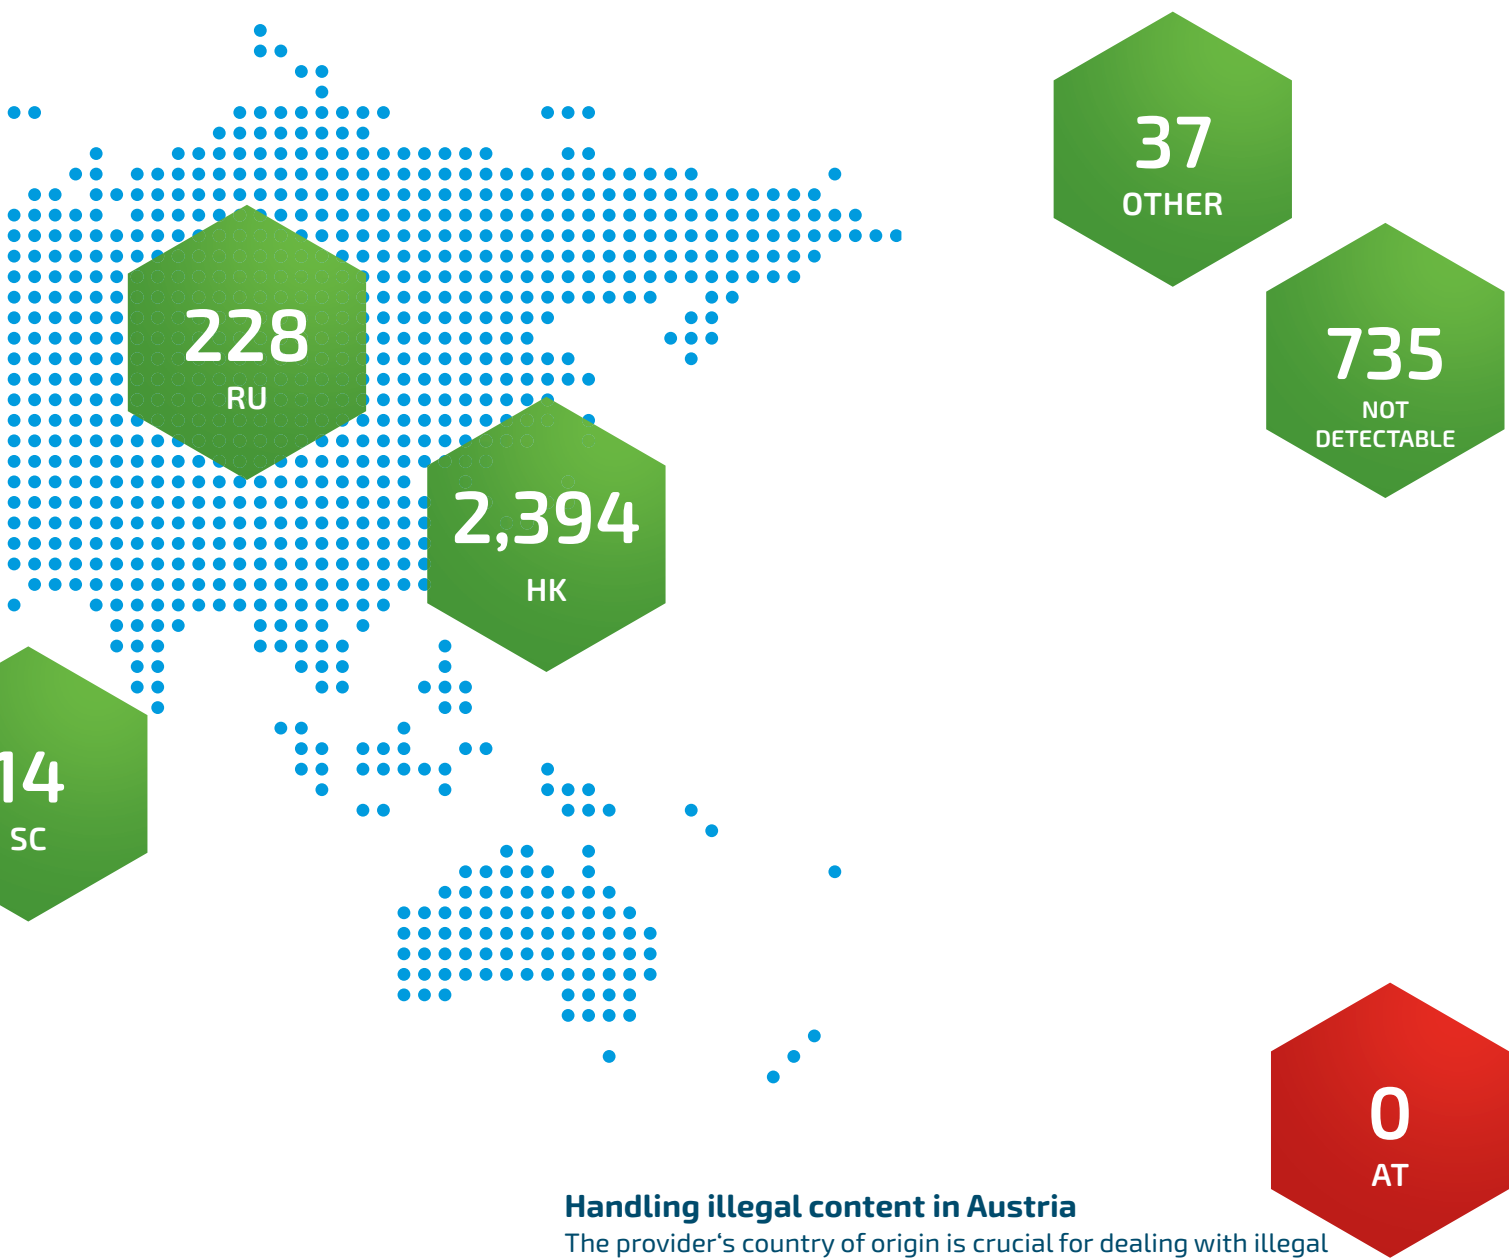 37
OTHER
735
NOT
DETECTABLE
228
RU
2,394
HK
14
SC
0
AT
Handling illegal content in Austria
The provider‘s country of origin is crucial for dealing with illegal